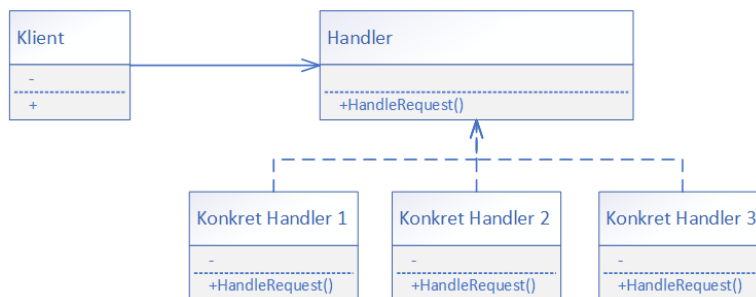 Klient
-
+
Handler
+HandleRequest()
Konkret Handler 1
-
+HandleRequest()
Konkret Handler 2
-
+HandleRequest()
Konkret Handler 3
-
+HandleRequest()